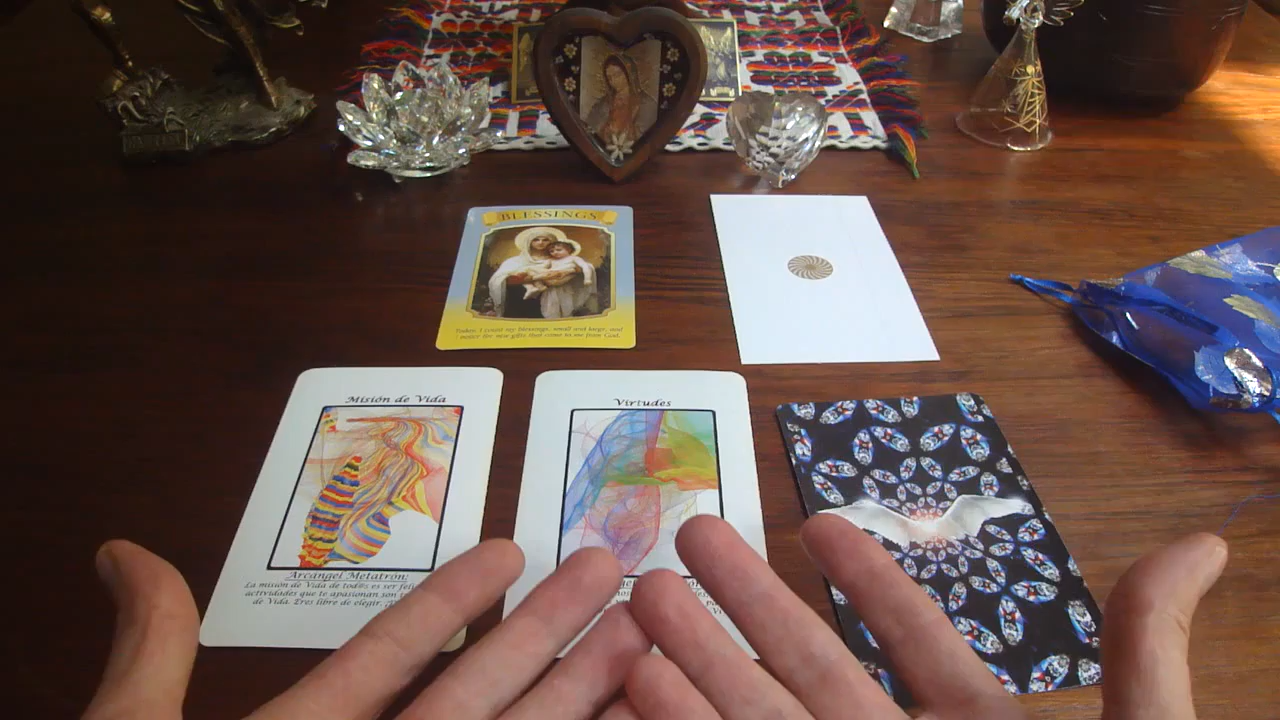 BLESSINGS
Today, I count my blessings, small and large, and
I notice the new gifts that come to me from God.
Misión de Vida
Arcángel Metatrón:
La misión de Vida de tod@s es ser
actividades que te apasionan son
de Vida. Eres libre de elegir.
Virtudes